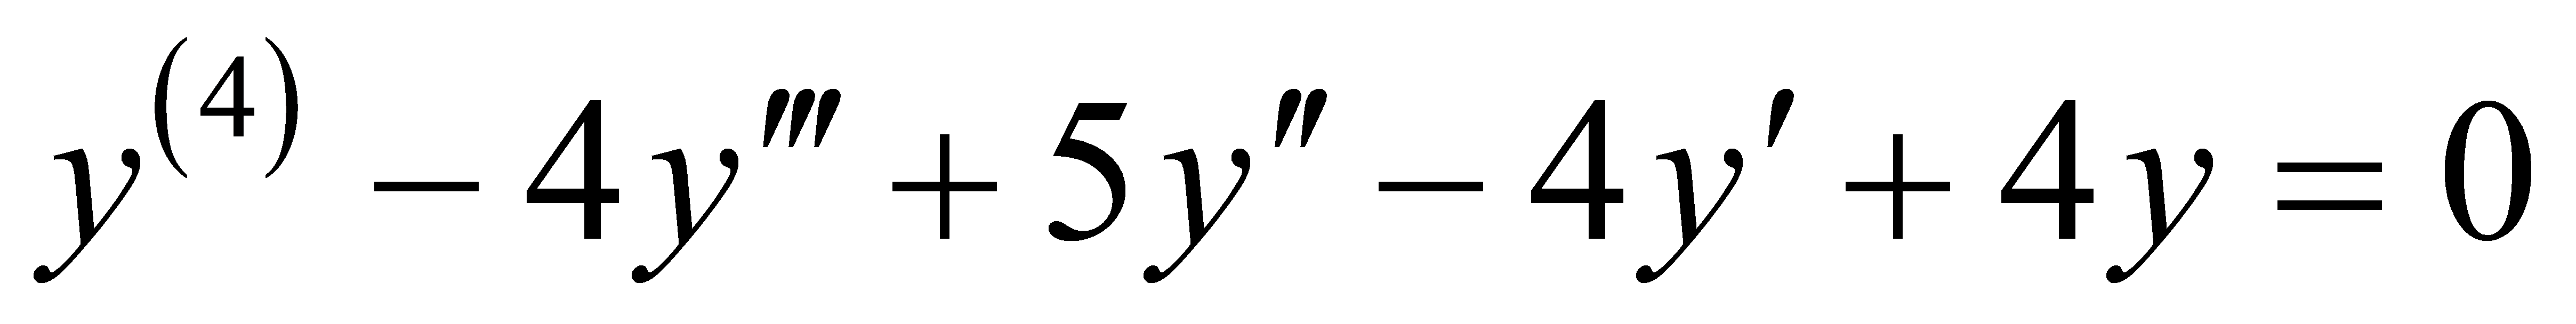 y⁽⁴⁾ − 4y‴ + 5y″ − 4y′ + 4y = 0